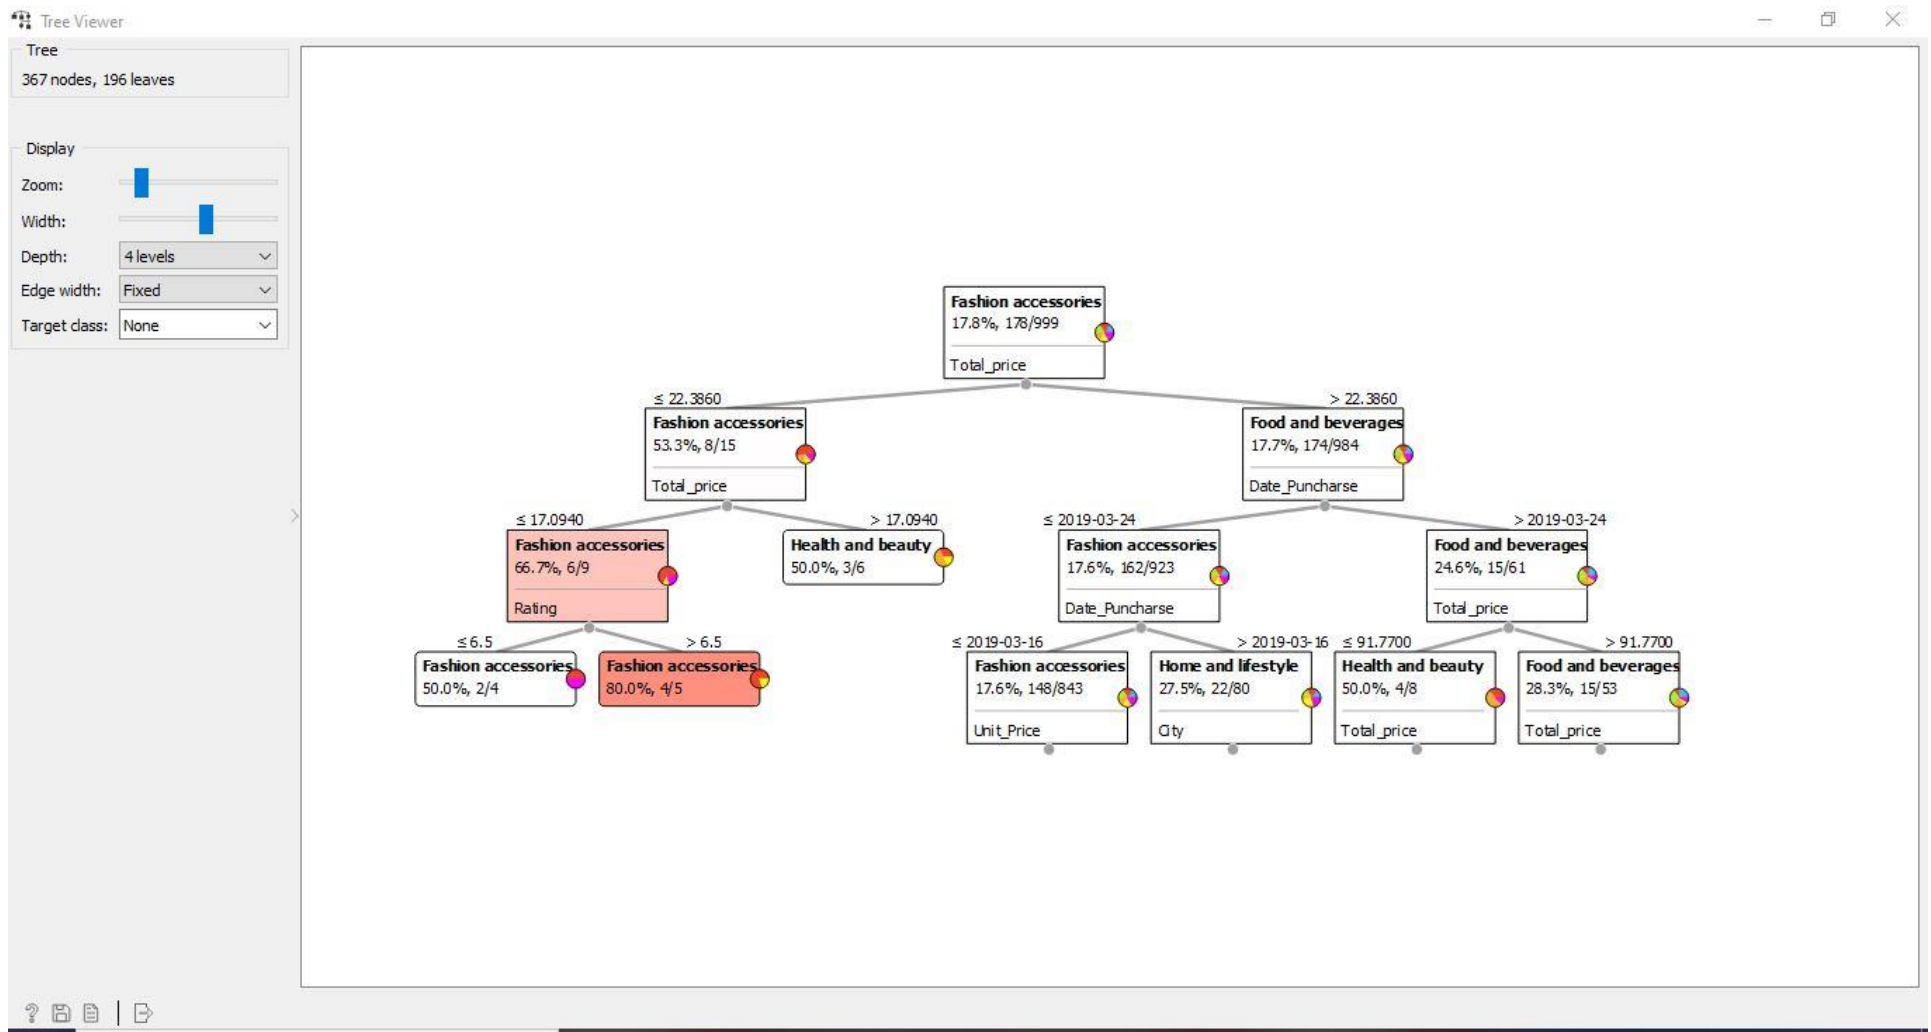 Tree Viewer
Tree
367 nodes, 196 leaves
Display
Zoom:
Width:
Depth: 4 levels
Edge width: Fixed
Target class: None
Fashion accessories
17.8%, 178/999
Total_price
≤ 22.3860
> 22.3860
Fashion accessories
53.3%, 8/15
Total_price
Food and beverages
17.7%, 174/984
Date_Puncharse
≤ 17.0940
> 17.0940
≤ 2019-03-24
> 2019-03-24
Fashion accessories
66.7%, 6/9
Rating
Health and beauty
50.0%, 3/6
Fashion accessories
17.6%, 162/923
Date_Puncharse
Food and beverages
24.6%, 15/61
Total_price
≤ 6.5
> 6.5
≤ 2019-03-16
> 2019-03-16
≤ 91.7700
> 91.7700
Fashion accessories
50.0%, 2/4
Fashion accessories
80.0%, 4/5
Fashion accessories
17.6%, 148/843
Unit_Price
Home and lifestyle
27.5%, 22/80
City
Health and beauty
50.0%, 4/8
Total_price
Food and beverages
28.3%, 15/53
Total_price